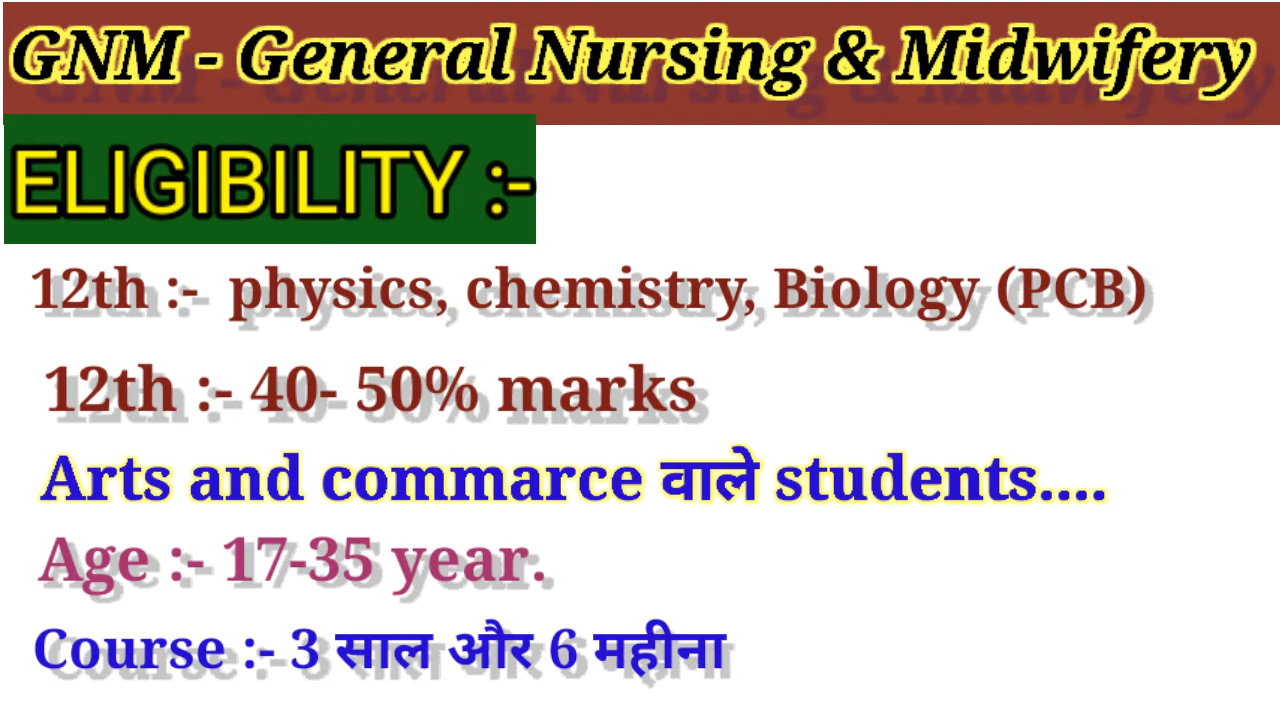 GNM - General Nursing & Midwifery
ELIGIBILITY :-
12th :- physics, chemistry, Biology (PCB)
12th :- 40- 50% marks
Arts and commarce वाले students....
Age :- 17-35 year.
Course :- 3 साल और 6 महीना